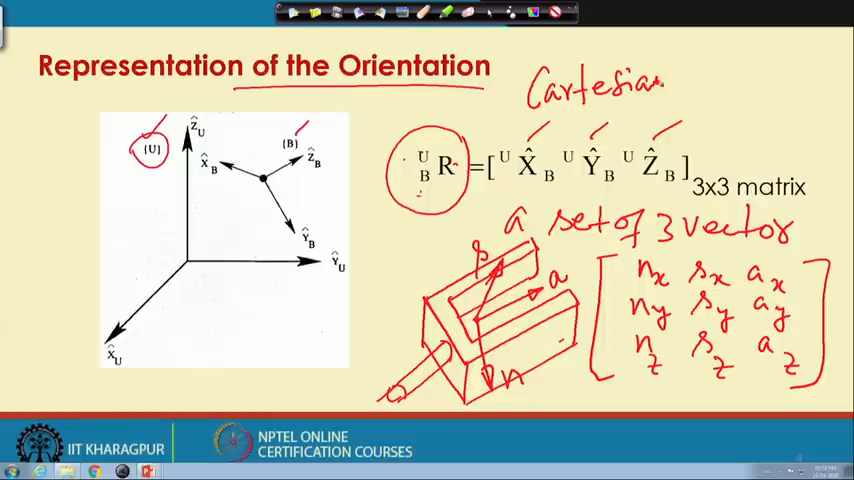 Representation of the Orientation
Cartesian
{U}
Ẑ_U
{B}
X̂_B
Ẑ_B
Ŷ_B
Ŷ_U
X̂_U
^U_B R = [ ^U X̂_B ^U Ŷ_B ^U Ẑ_B ]
3x3 matrix
a set of 3 vector
s
a
n
n_x s_x a_x
n_y s_y a_y
n_z s_z a_z
IIT KHARAGPUR
NPTEL ONLINE
CERTIFICATION COURSES